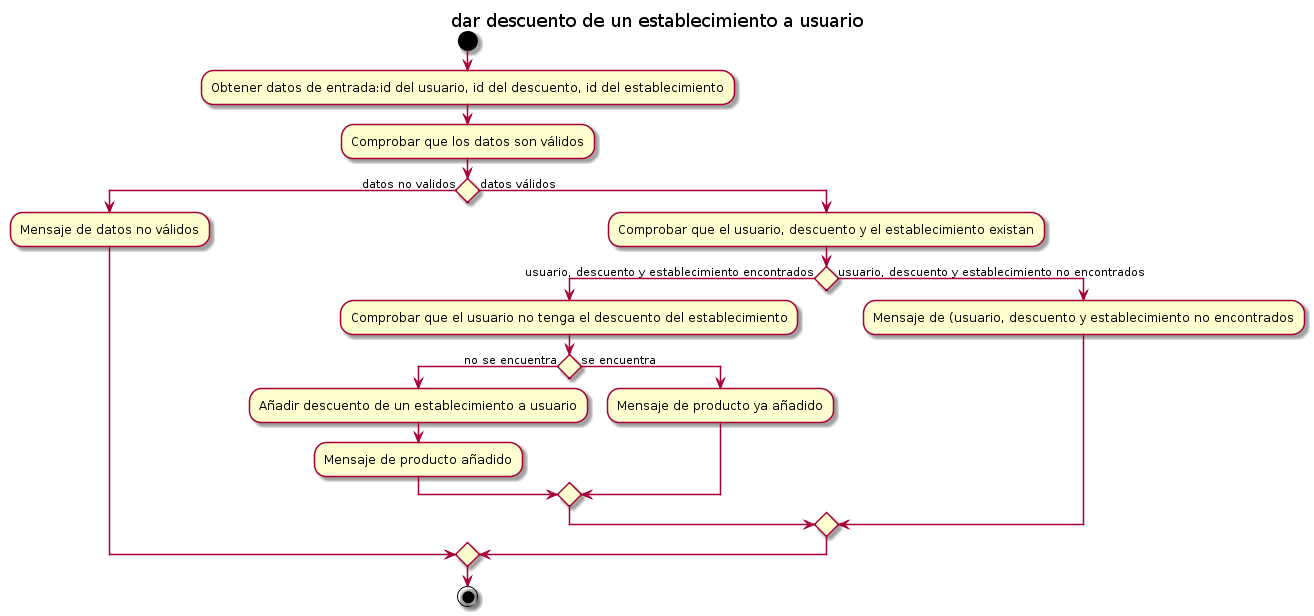 dar descuento de un establecimiento a usuario
Obtener datos de entrada:id del usuario, id del descuento, id del establecimiento
Comprobar que los datos son válidos
datos no validos
datos válidos
Mensaje de datos no válidos
Comprobar que el usuario, descuento y el establecimiento existan
usuario, descuento y establecimiento encontrados
usuario, descuento y establecimiento no encontrados
Comprobar que el usuario no tenga el descuento del establecimiento
Mensaje de (usuario, descuento y establecimiento no encontrados
no se encuentra
se encuentra
Añadir descuento de un establecimiento a usuario
Mensaje de producto ya añadido
Mensaje de producto añadido